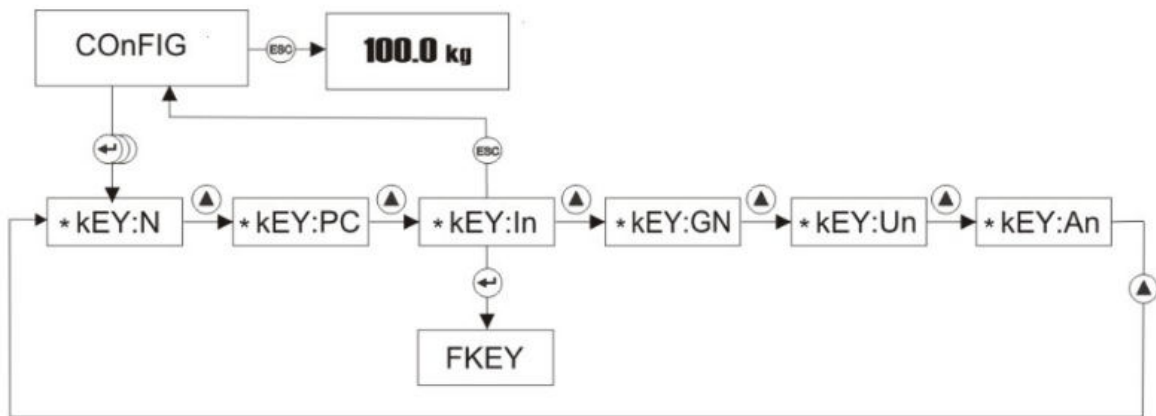 COnFIG
ESC
100.0 kg
ESC
* kEY:N
* kEY:PC
* kEY:In
* kEY:GN
* kEY:Un
* kEY:An
FKEY